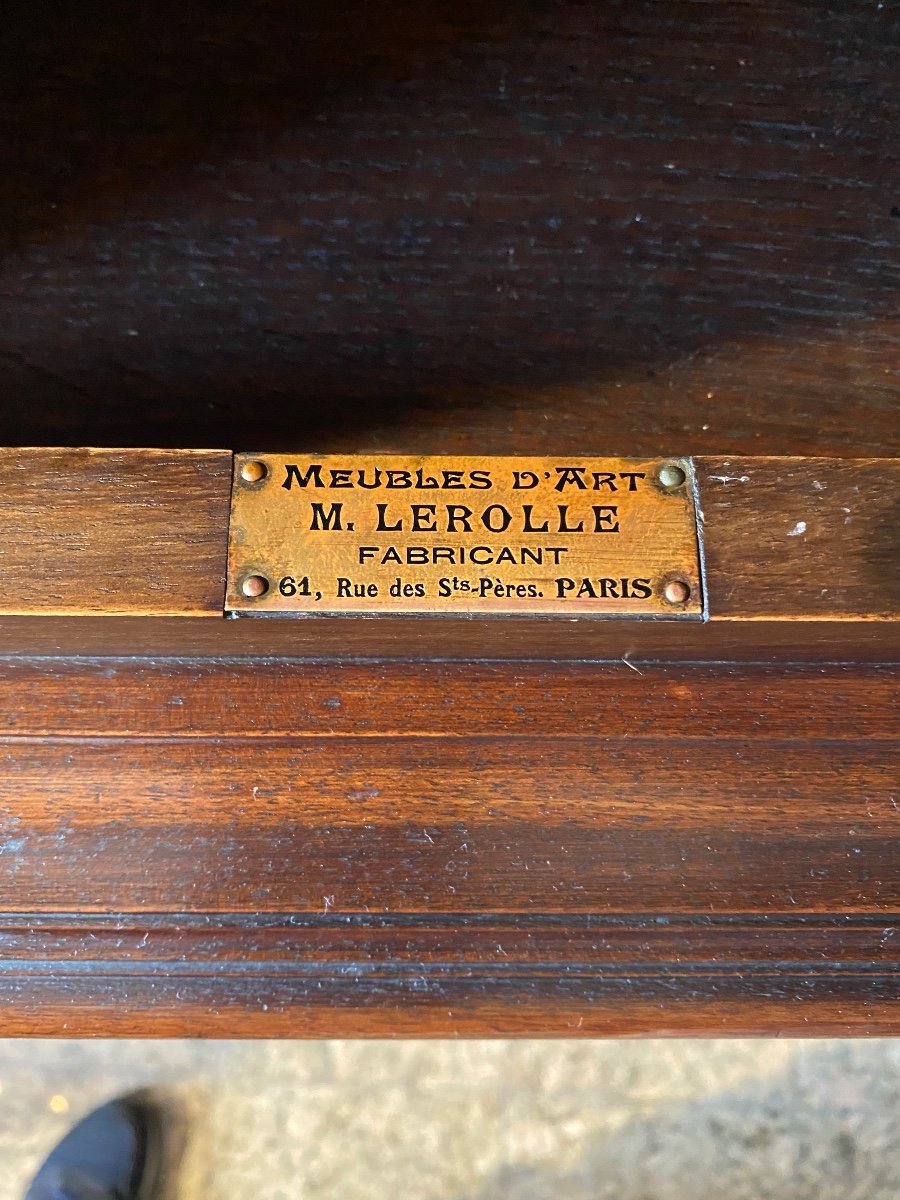 MEUBLES D'ART
M. LEROLLE
FABRICANT
61, Rue des Sts-Pères. PARIS